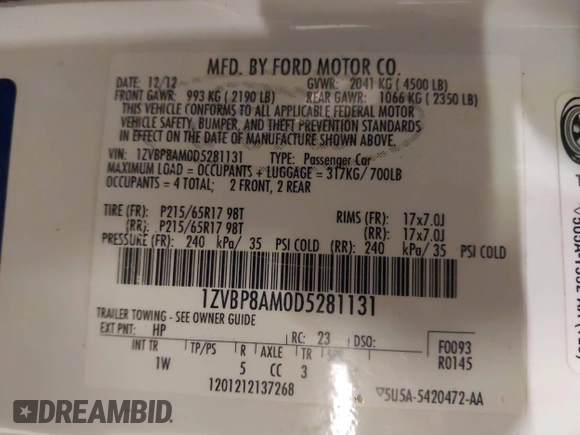 MFD. BY FORD MOTOR CO.
DATE: 12/12 GVWR: 2041 KG ( 4500 LB)
FRONT GAWR: 993 KG ( 2190 LB) REAR GAWR: 1066 KG ( 2350 LB)
THIS VEHICLE CONFORMS TO ALL APPLICABLE FEDERAL MOTOR
VEHICLE SAFETY, BUMPER, AND THEFT PREVENTION STANDARDS
IN EFFECT ON THE DATE OF MANUFACTURE SHOWN ABOVE.
VIN: 1ZVBP8AM0D5281131 TYPE: Passenger Car
MAXIMUM LOAD = OCCUPANTS + LUGGAGE = 317KG/ 700LB
OCCUPANTS = 4 TOTAL; 2 FRONT, 2 REAR
TIRE (FR): P215/65R17 98T RIMS (FR): 17x7.0J
(RR): P215/65R17 98T (RR): 17x7.0J
PRESSURE (FR): 240 kPa/ 35 PSI COLD (RR): 240 kPa/ 35 PSI COLD
1ZVBP8AM0D5281131
TRAILER TOWING - SEE OWNER GUIDE
EXT PNT: HP RC: 23 DSO: F0093
INT TR TP/PS R AXLE TR R0145
1W 5 CC 3
1201212137268 5U5A-5420472-AA
DREAMBID.COM